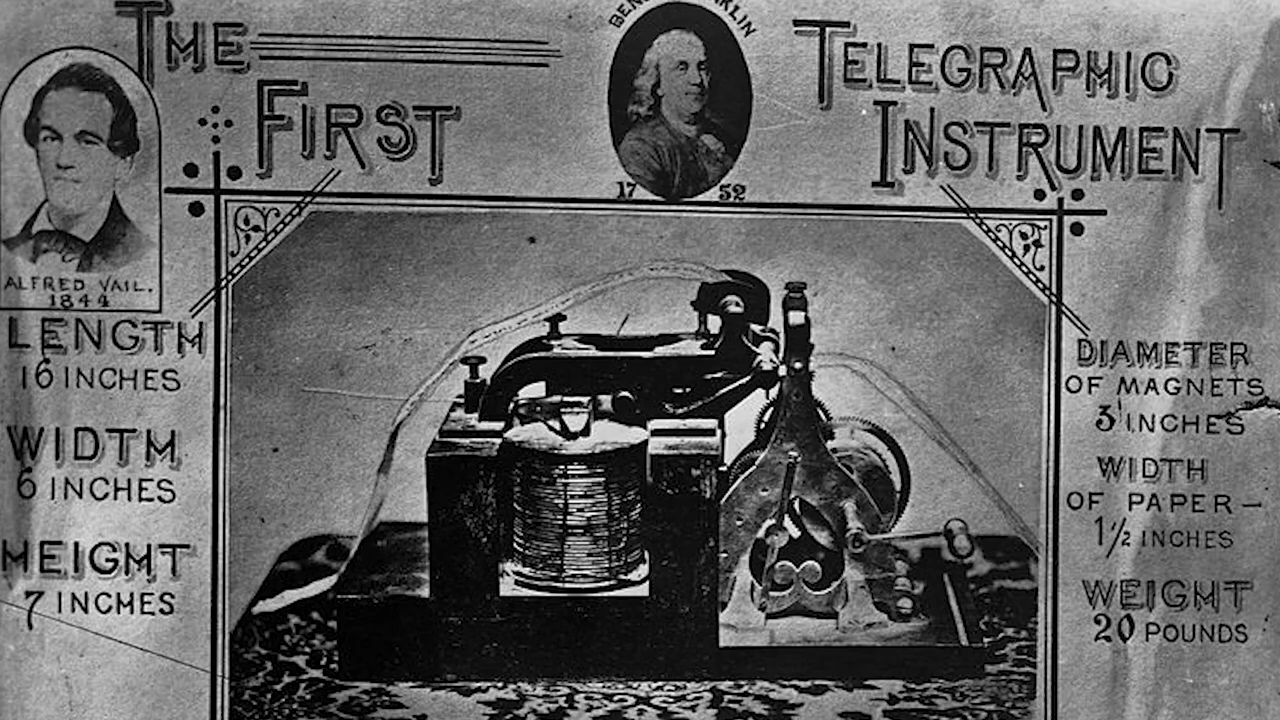 THE
FIRST
TELEGRAPHIC
INSTRUMENT
17 52
ALFRED VAIL.
1844
LENGTH
16 INCHES
WIDTH
6 INCHES
HEIGHT
7 INCHES
DIAMETER
OF MAGNETS
3 INCHES
WIDTH
OF PAPER—
1½ INCHES
WEIGHT
20 POUNDS